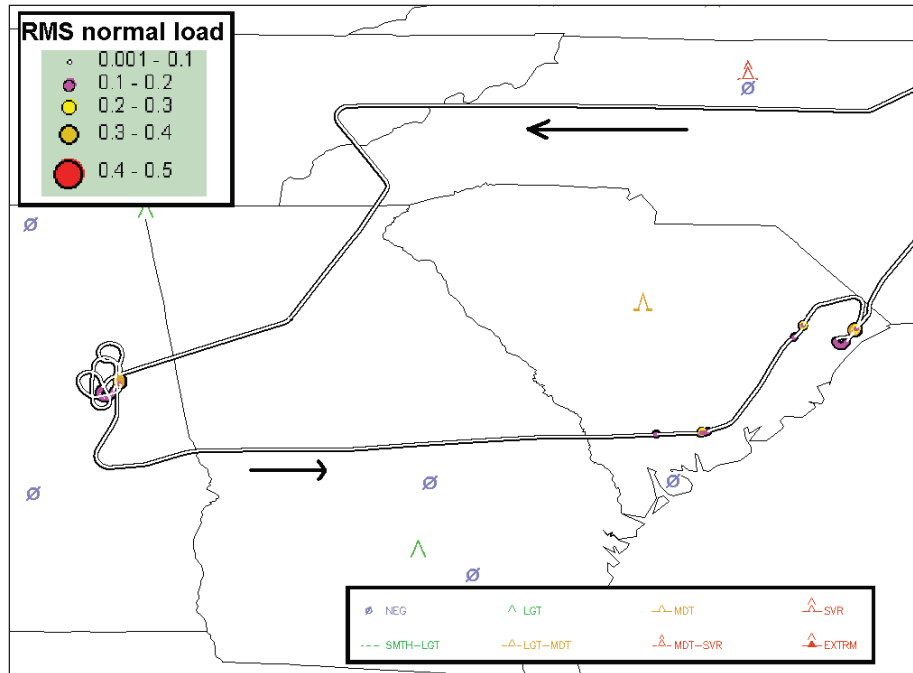 RMS normal load
0.001 - 0.1
0.1 - 0.2
0.2 - 0.3
0.3 - 0.4
0.4 - 0.5
NEG LGT MDT SVR
SMTH-LGT LGT-MDT MDT-SVR EXTRM